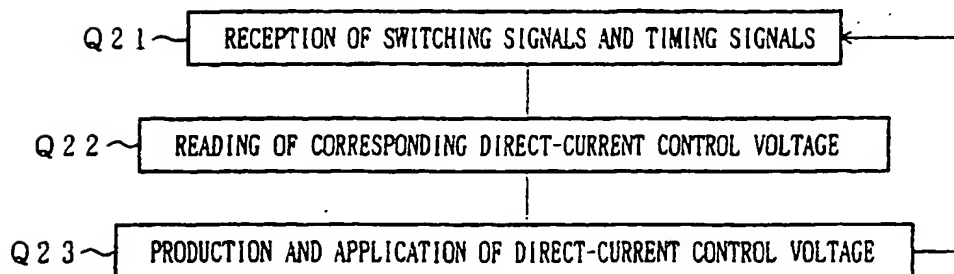 Q21 RECEPTION OF SWITCHING SIGNALS AND TIMING SIGNALS
Q22 READING OF CORRESPONDING DIRECT-CURRENT CONTROL VOLTAGE
Q23 PRODUCTION AND APPLICATION OF DIRECT-CURRENT CONTROL VOLTAGE